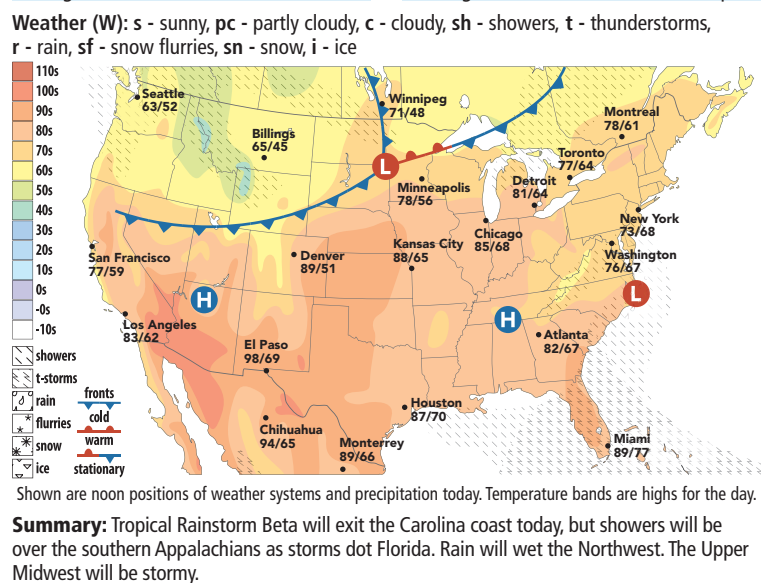 Weather (W): s - sunny, pc - partly cloudy, c - cloudy, sh - showers, t - thunderstorms,
r - rain, sf - snow flurries, sn - snow, i - ice
110s
100s
90s
80s
70s
60s
50s
40s
30s
20s
10s
0s
-0s
-10s
showers
t-storms
rain
flurries
snow
ice
fronts
cold
warm
stationary
Seattle
63/52
Billings
65/45
Winnipeg
71/48
Montreal
78/61
Toronto
77/64
Minneapolis
78/56
Detroit
81/64
New York
73/68
San Francisco
77/59
Denver
89/51
Kansas City
88/65
Chicago
85/68
Washington
76/67
Los Angeles
83/62
El Paso
98/69
Atlanta
82/67
Chihuahua
94/65
Houston
87/70
Monterrey
89/66
Miami
89/77
L
H
H
L
Shown are noon positions of weather systems and precipitation today. Temperature bands are highs for the day.
Summary: Tropical Rainstorm Beta will exit the Carolina coast today, but showers will be
over the southern Appalachians as storms dot Florida. Rain will wet the Northwest. The Upper
Midwest will be stormy.